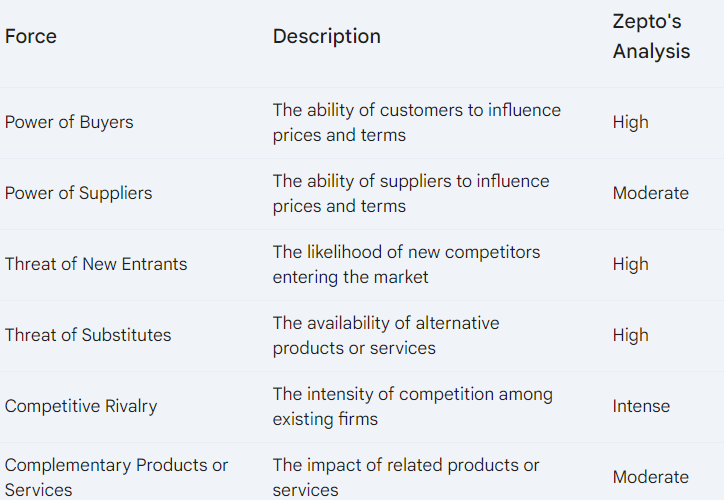 Force Description Zepto's
Analysis
Power of Buyers The ability of customers to influence
prices and terms High
Power of Suppliers The ability of suppliers to influence
prices and terms Moderate
Threat of New Entrants The likelihood of new competitors
entering the market High
Threat of Substitutes The availability of alternative
products or services High
Competitive Rivalry The intensity of competition among
existing firms Intense
Complementary Products or
Services The impact of related products or
services Moderate